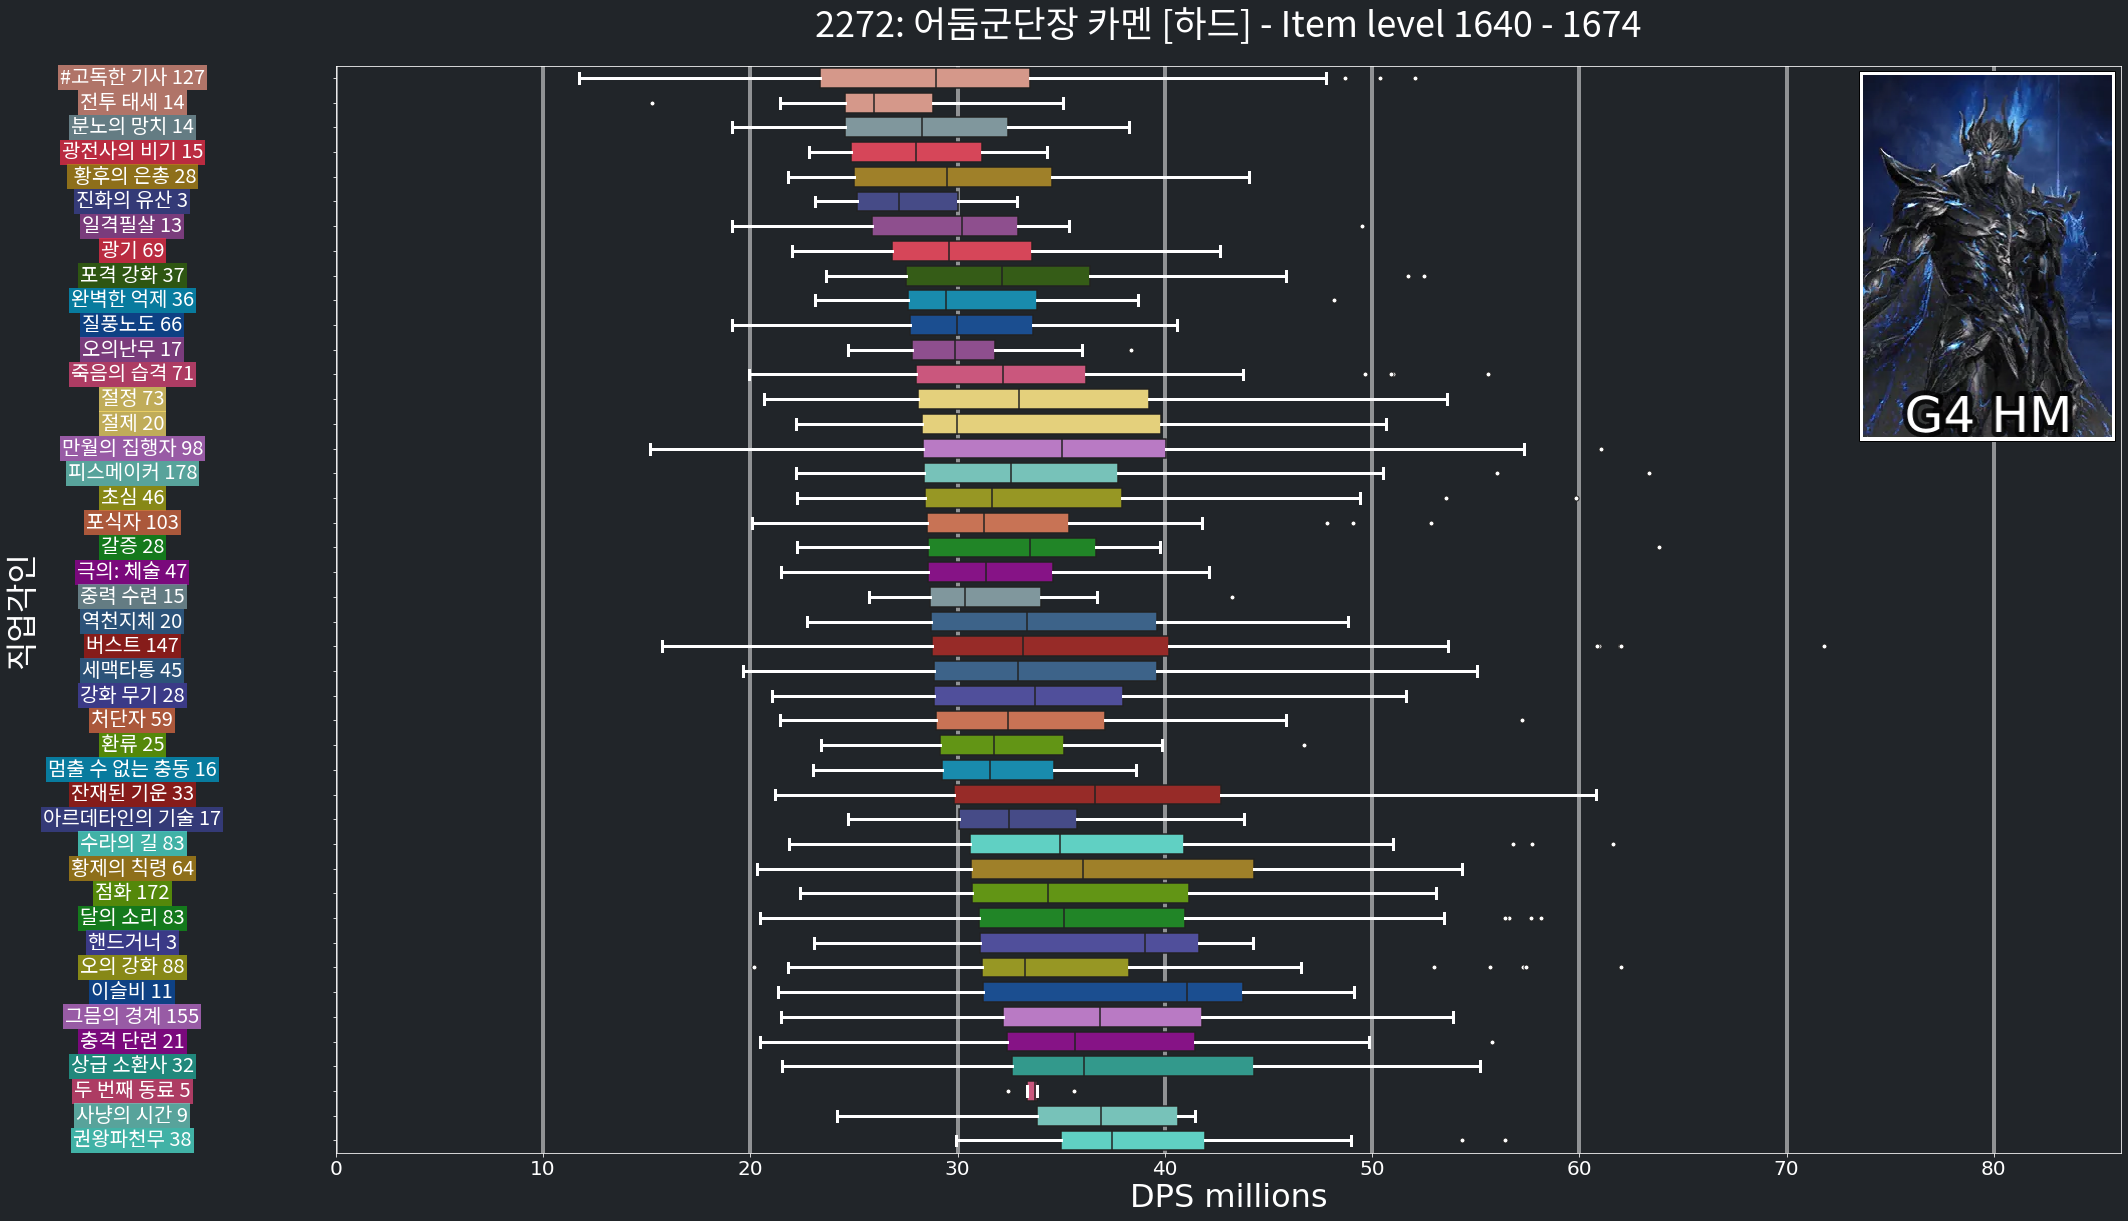 2272: 어둠군단장 카멘 [하드] - Item level 1640 - 1674
#고독한 기사 127
전투 태세 14
분노의 망치 14
광전사의 비기 15
황후의 은총 28
진화의 유산 3
일격필살 13
광기 69
포격 강화 37
완벽한 억제 36
질풍노도 66
오의난무 17
죽음의 습격 71
절정 73
절제 20
만월의 집행자 98
피스메이커 178
초심 46
포식자 103
갈증 28
극의: 체술 47
중력 수련 15
역천지체 20
버스트 147
세맥타통 45
강화 무기 28
처단자 59
환류 25
멈출 수 없는 충동 16
잔재된 기운 33
아르데타인의 기술 17
수라의 길 83
황제의 칙령 64
점화 172
달의 소리 83
핸드거너 3
오의 강화 88
이슬비 11
그믐의 경계 155
충격 단련 21
상급 소환사 32
두 번째 동료 5
사냥의 시간 9
권왕파천무 38
직업각인
G4 HM
0 10 20 30 40 50 60 70 80
DPS millions